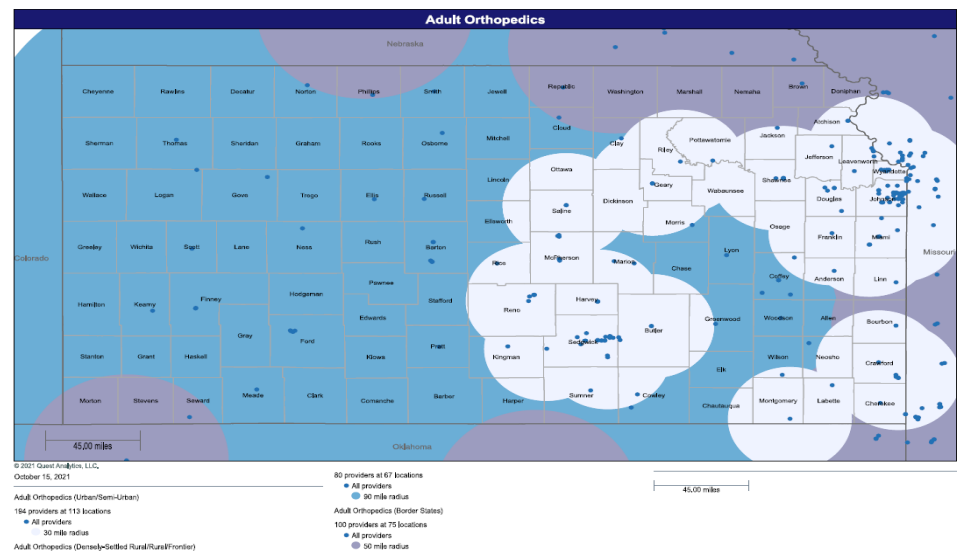 Adult Orthopedics
Nebraska
Cheyenne Rawlins Decatur Norton Phillips Smith Jewell Republic Washington Marshall Nemaha Brown Doniphan
Atchison
Sherman Thomas Sheridan Graham Rooks Osborne Mitchell Cloud Clay Riley Pottawatomie Jackson
Jefferson Leavenworth
Wyandotte
Lincoln Ottawa
Wallace Logan Gove Trego Ellis Russell Saline Dickinson Geary Wabaunsee Shawnee Douglas Johnson
Ellsworth Morris Osage
Greeley Wichita Scott Lane Ness Rush Barton Rice McPherson Marion Chase Lyon Franklin Miami
Colorado
Missouri
Pawnee
Coffey Anderson Linn
Hamilton Kearny Finney Hodgeman Stafford Reno Harvey
Edwards
Gray Ford Butler Greenwood Woodson Allen Bourbon
Stanton Grant Haskell Kiowa Pratt Kingman Sedgwick
Wilson Neosho Crawford
Elk
Morton Stevens Seward Meade Clark Comanche Barber Harper Sumner Cowley Chautauqua Montgomery Labette Cherokee
45.00 miles
Oklahoma
© 2021 Quest Analytics, LLC.
October 15, 2021
Adult Orthopedics (Urban/Semi-Urban)
194 providers at 113 locations
All providers
30 mile radius
Adult Orthopedics (Densely-Settled Rural/Rural/Frontier)
80 providers at 67 locations
All providers
90 mile radius
Adult Orthopedics (Border States)
100 providers at 75 locations
All providers
50 mile radius
45.00 miles